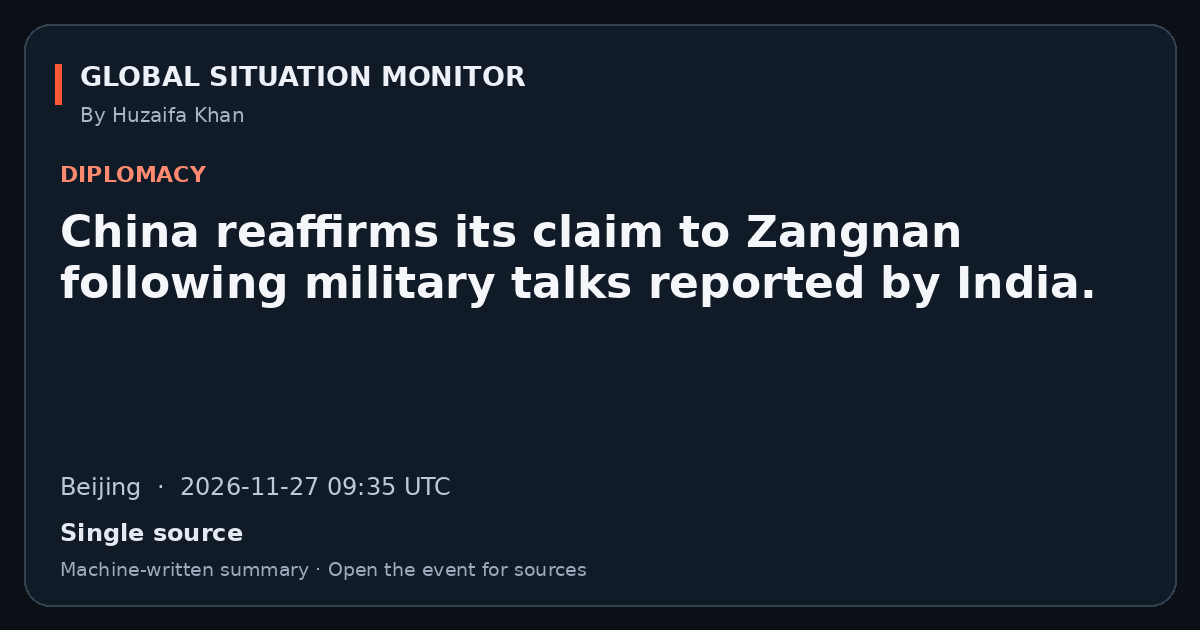 GLOBAL SITUATION MONITOR
By Huzaifa Khan
DIPLOMACY
China reaffirms its claim to Zangnan
following military talks reported by India.
Beijing · 2026-11-27 09:35 UTC
Single source
Machine-written summary · Open the event for sources